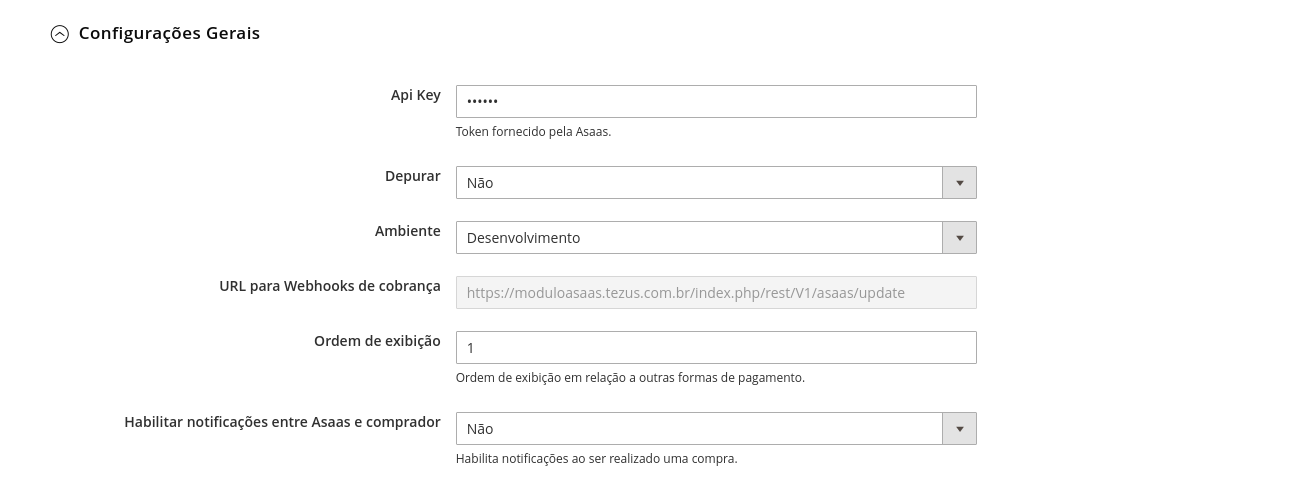 Configurações Gerais
Api Key
••••••
Token fornecido pela Asaas.
Depurar
Não
Ambiente
Desenvolvimento
URL para Webhooks de cobrança
https://moduloasaas.tezus.com.br/index.php/rest/V1/asaas/update
Ordem de exibição
1
Ordem de exibição em relação a outras formas de pagamento.
Habilitar notificações entre Asaas e comprador
Não
Habilita notificações ao ser realizado uma compra.